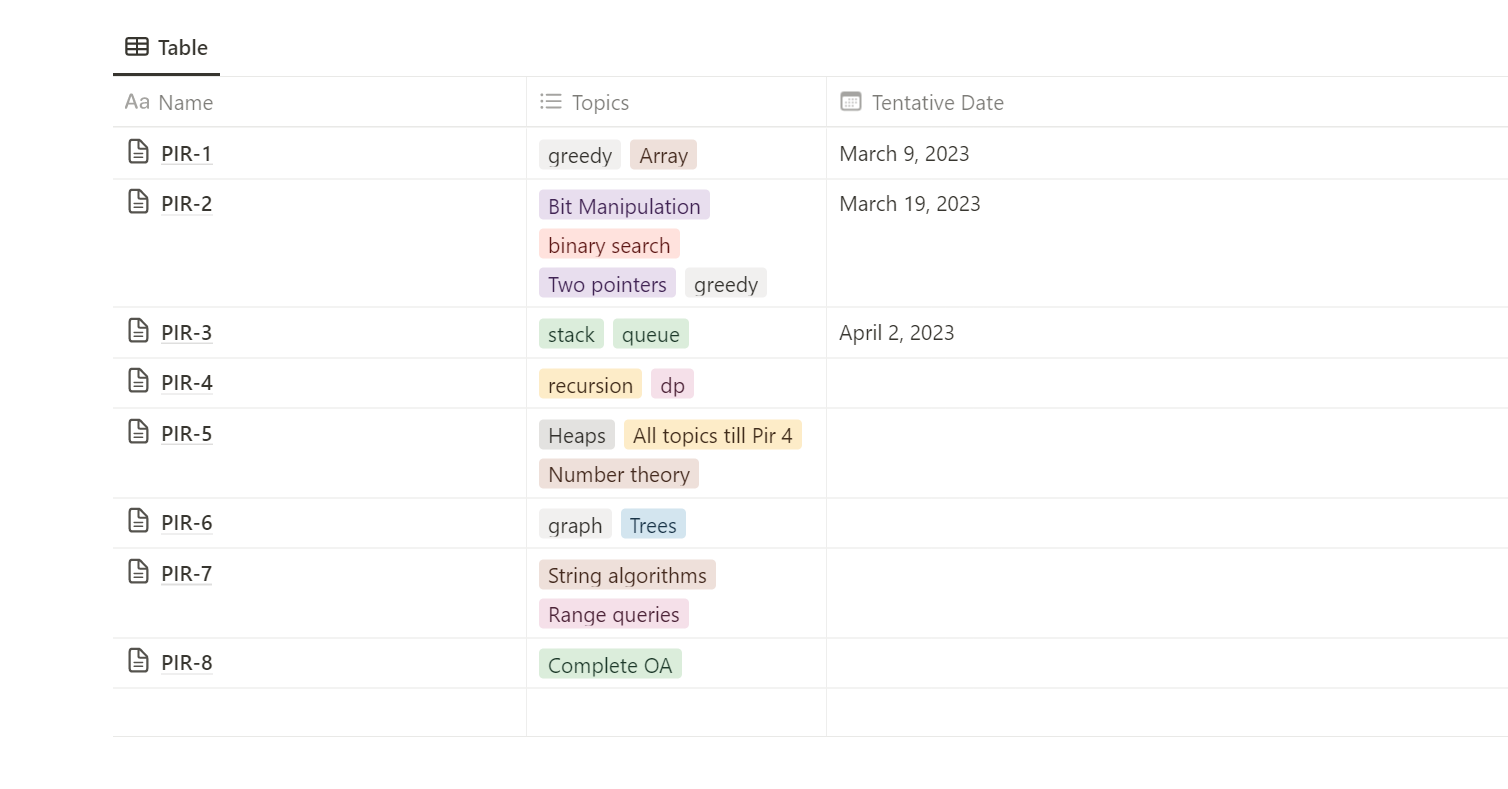 Table
Aa Name Topics Tentative Date
PIR-1 greedy Array March 9, 2023
PIR-2 Bit Manipulation March 19, 2023
binary search
Two pointers greedy
PIR-3 stack queue April 2, 2023
PIR-4 recursion dp
PIR-5 Heaps All topics till Pir 4
Number theory
PIR-6 graph Trees
PIR-7 String algorithms
Range queries
PIR-8 Complete OA